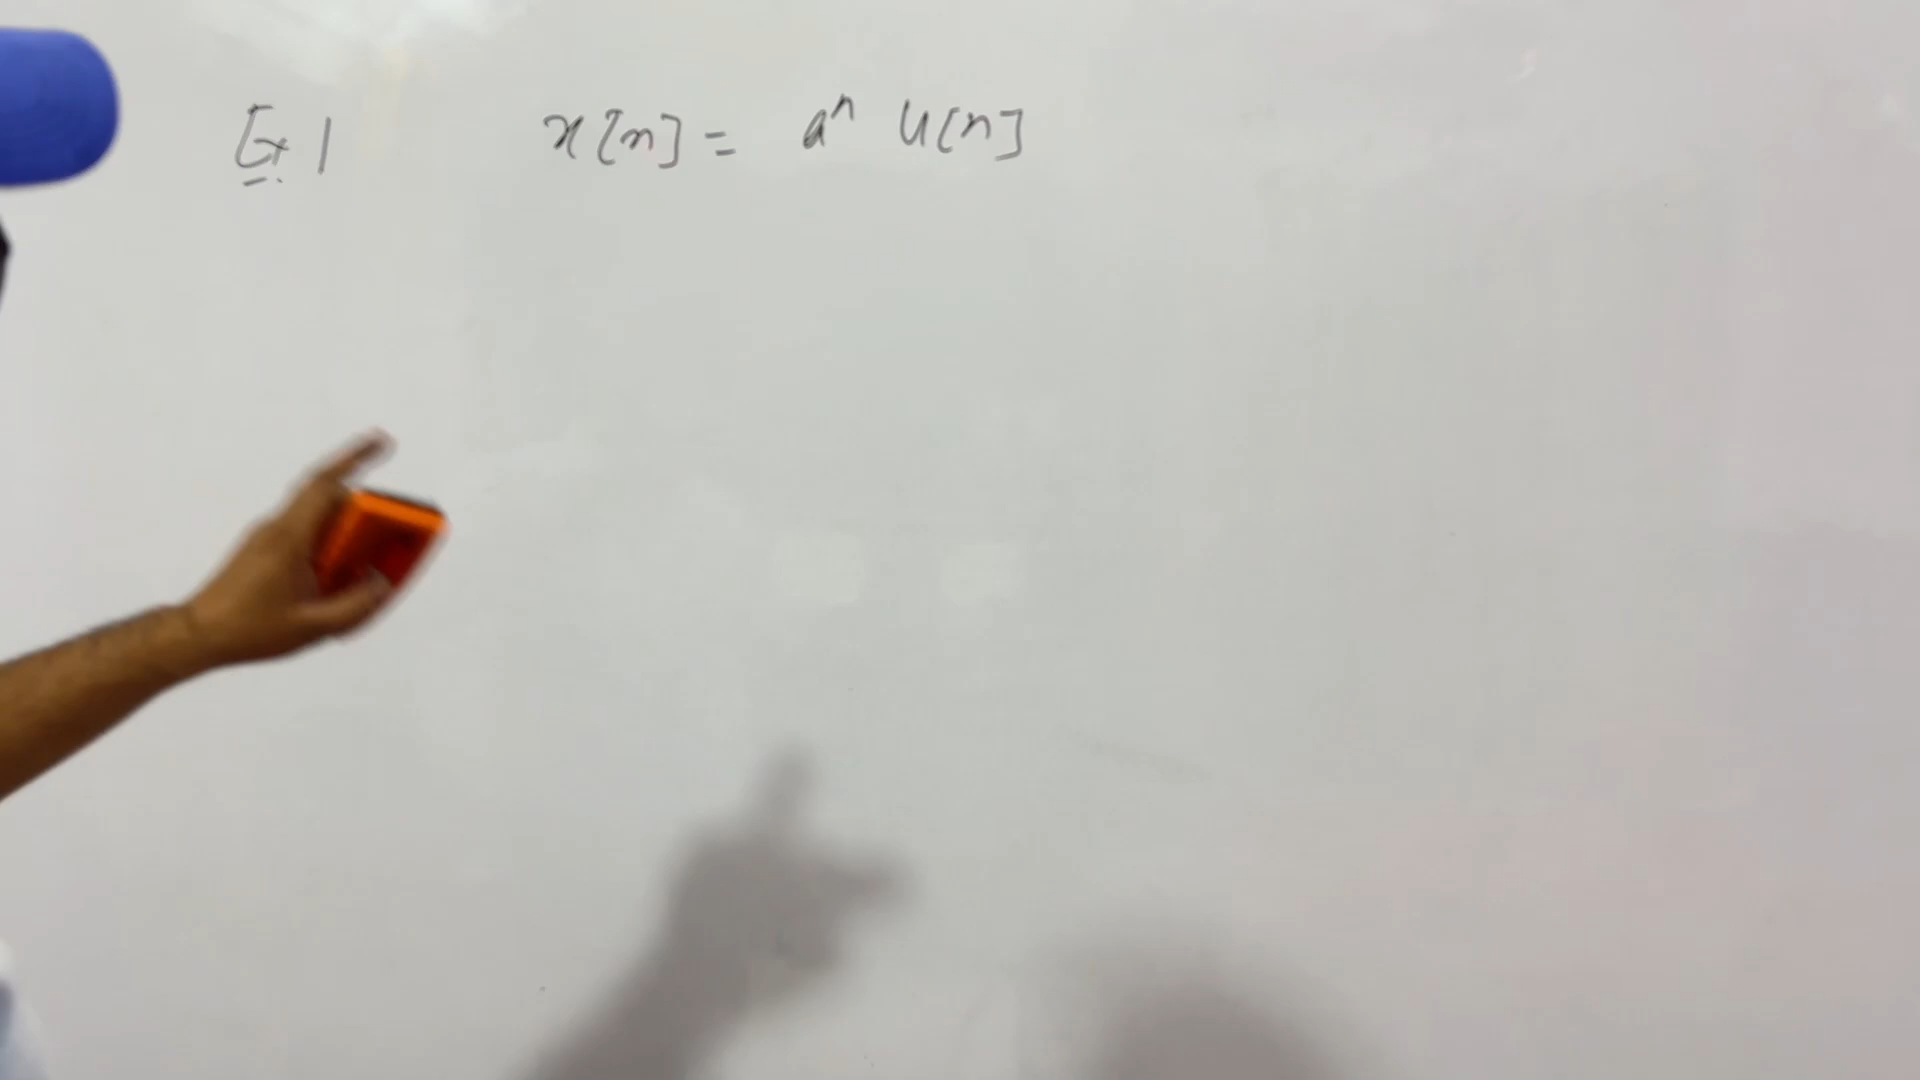 Ex 1 x[n] = aⁿ u[n]